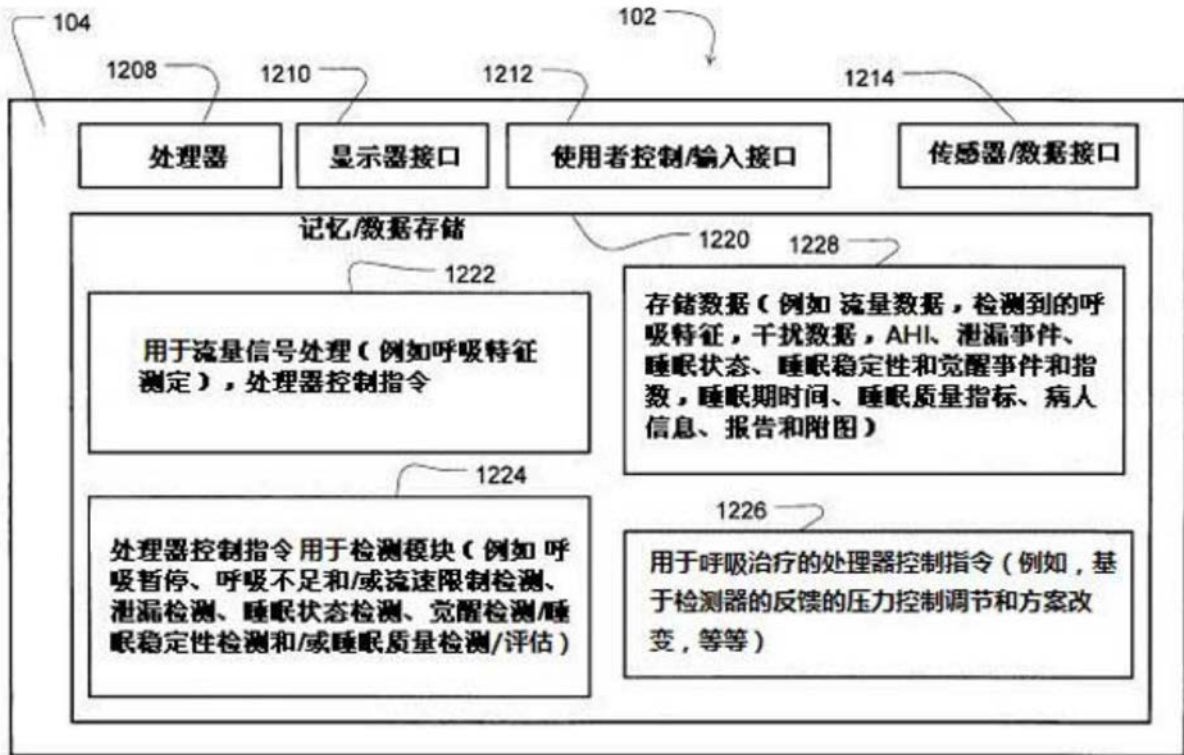 104
102
1208
1210
1212
1214
处理器
显示器接口
使用者控制/输入接口
传感器/数据接口
记忆/数据存储
1220
1222
用于流量信号处理(例如呼吸特征
测定),处理器控制指令
1228
存储数据(例如 流量数据,检测到的呼
吸特征,干扰数据,AHI、泄漏事件、
睡眠状态、睡眠稳定性和觉醒事件和指
数,睡眠期时间、睡眠质量指标、病人
信息、报告和附图)
1224
处理器控制指令用于检测模块(例如 呼
吸暂停、呼吸不足和/或流速限制检测、
泄漏检测、睡眠状态检测、觉醒检测/睡
眠稳定性检测和/或睡眠质量检测/评估)
1226
用于呼吸治疗的处理器控制指令(例如,基
于检测器的反馈的压力控制调节和方案改
变,等等)